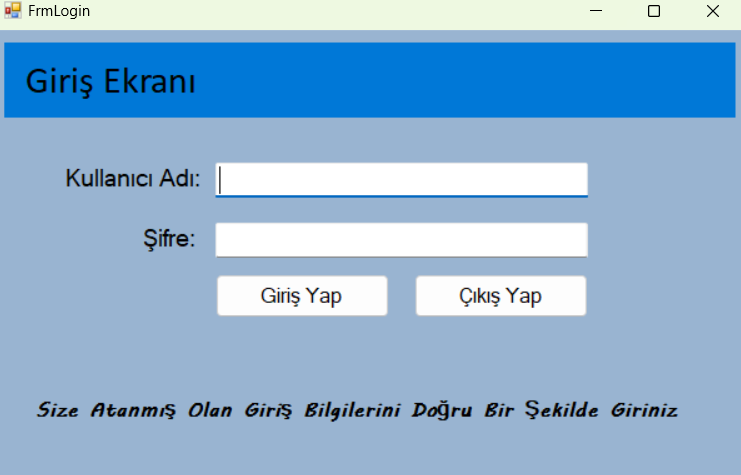 FrmLogin
Giriş Ekranı
Kullanıcı Adı:
Şifre:
Giriş Yap Çıkış Yap
Size Atanmış Olan Giriş Bilgilerini Doğru Bir Şekilde Giriniz